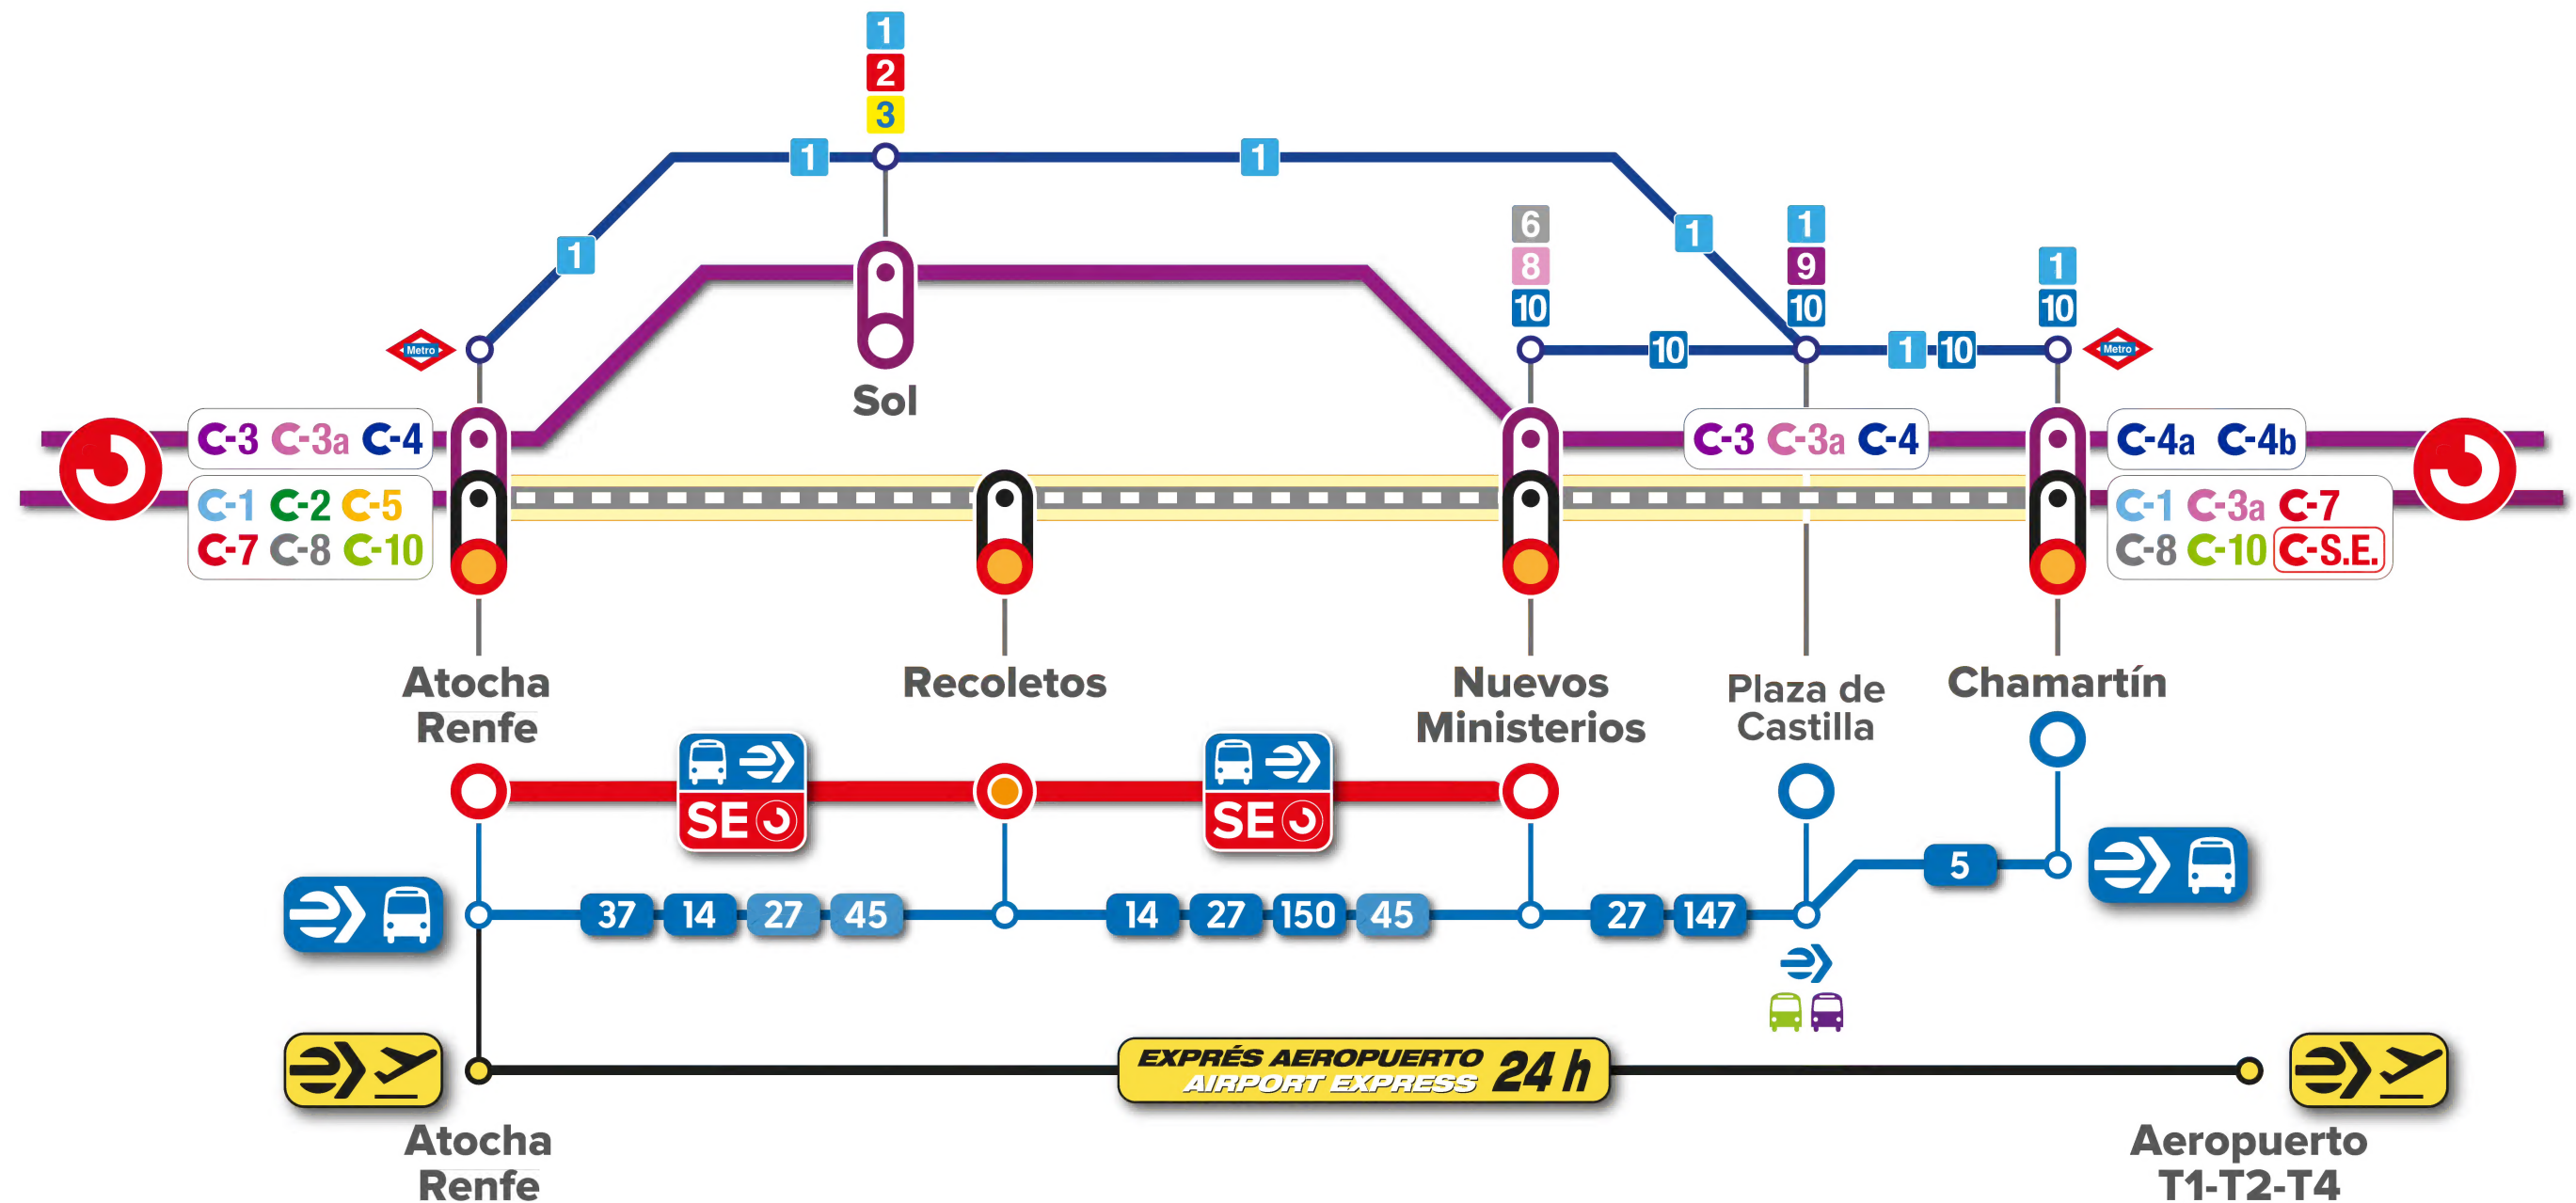 1
2
3
1
1
1
1
6
8
10
1
9
10
1
10
10
1 10
Metro
Metro
Sol
C-3 C-3a C-4
C-1 C-2 C-5
C-7 C-8 C-10
C-3 C-3a C-4
C-4a C-4b
C-1 C-3a C-7
C-8 C-10 C-S.E.
Atocha
Renfe
Recoletos
Nuevos
Ministerios
Plaza de
Castilla
Chamartín
SE
SE
5
37 14 27 45
14 27 150 45
27 147
EXPRÉS AEROPUERTO
AIRPORT EXPRESS
24 h
Atocha
Renfe
Aeropuerto
T1-T2-T4